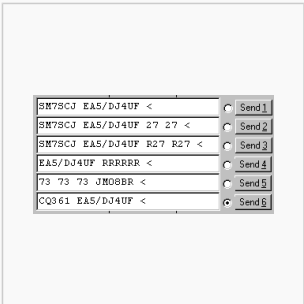 SM7SCJ EA5/DJ4UF < Send 1
SM7SCJ EA5/DJ4UF 27 27 < Send 2
SM7SCJ EA5/DJ4UF R27 R27 < Send 3
EA5/DJ4UF RRRRRR < Send 4
73 73 73 JM08BR < Send 5
CQ361 EA5/DJ4UF < Send 6